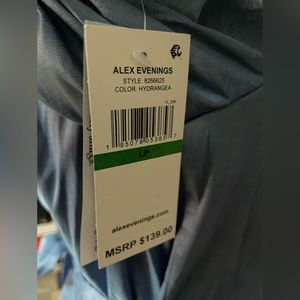 ALEX EVENINGS
STYLE: 8266625
COLOR: HYDRANGEA
LP
alexevenings.com
MSRP $139.00